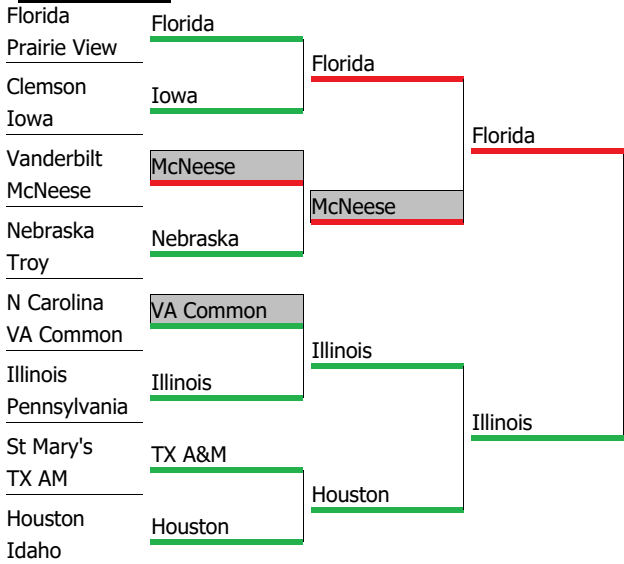 Florida
Prairie View
Clemson
Iowa
Vanderbilt
McNeese
Nebraska
Troy
N Carolina
VA Common
Illinois
Pennsylvania
St Mary's
TX AM
Houston
Idaho
Florida
Iowa
McNeese
Nebraska
VA Common
Illinois
TX A&M
Houston
Florida
McNeese
Illinois
Houston
Florida
Illinois